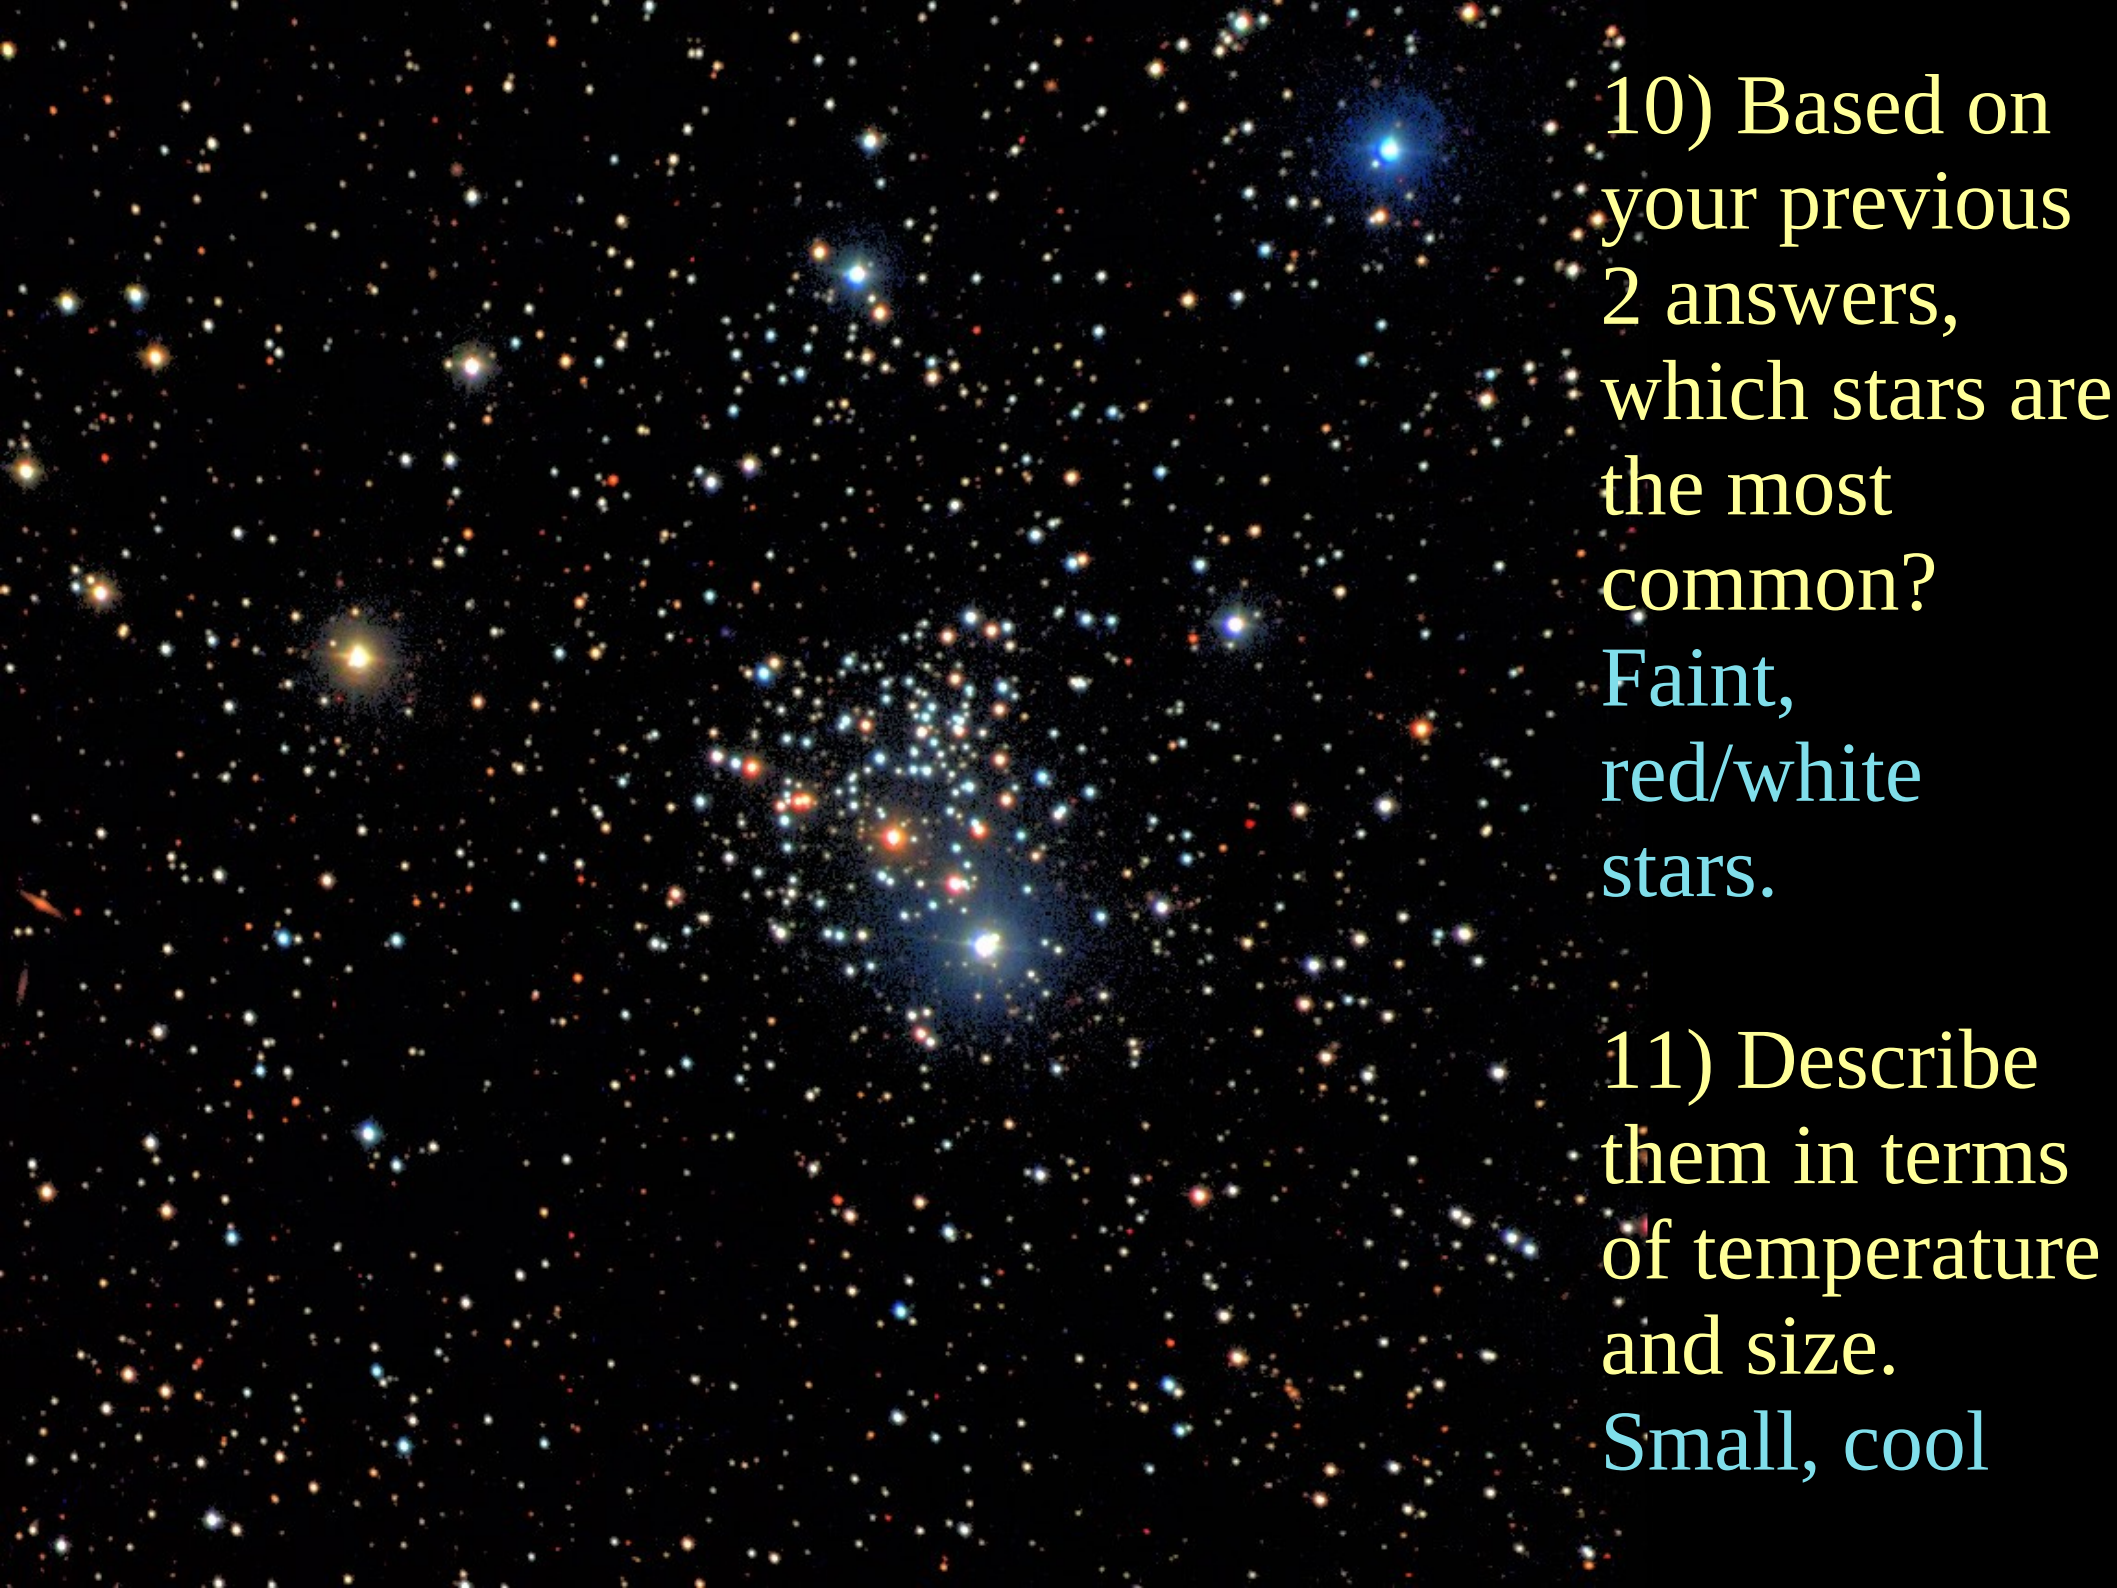 10) Based on
your previous
2 answers,
which stars are
the most
common?
Faint,
red/white
stars.
11) Describe
them in terms
of temperature
and size.
Small, cool